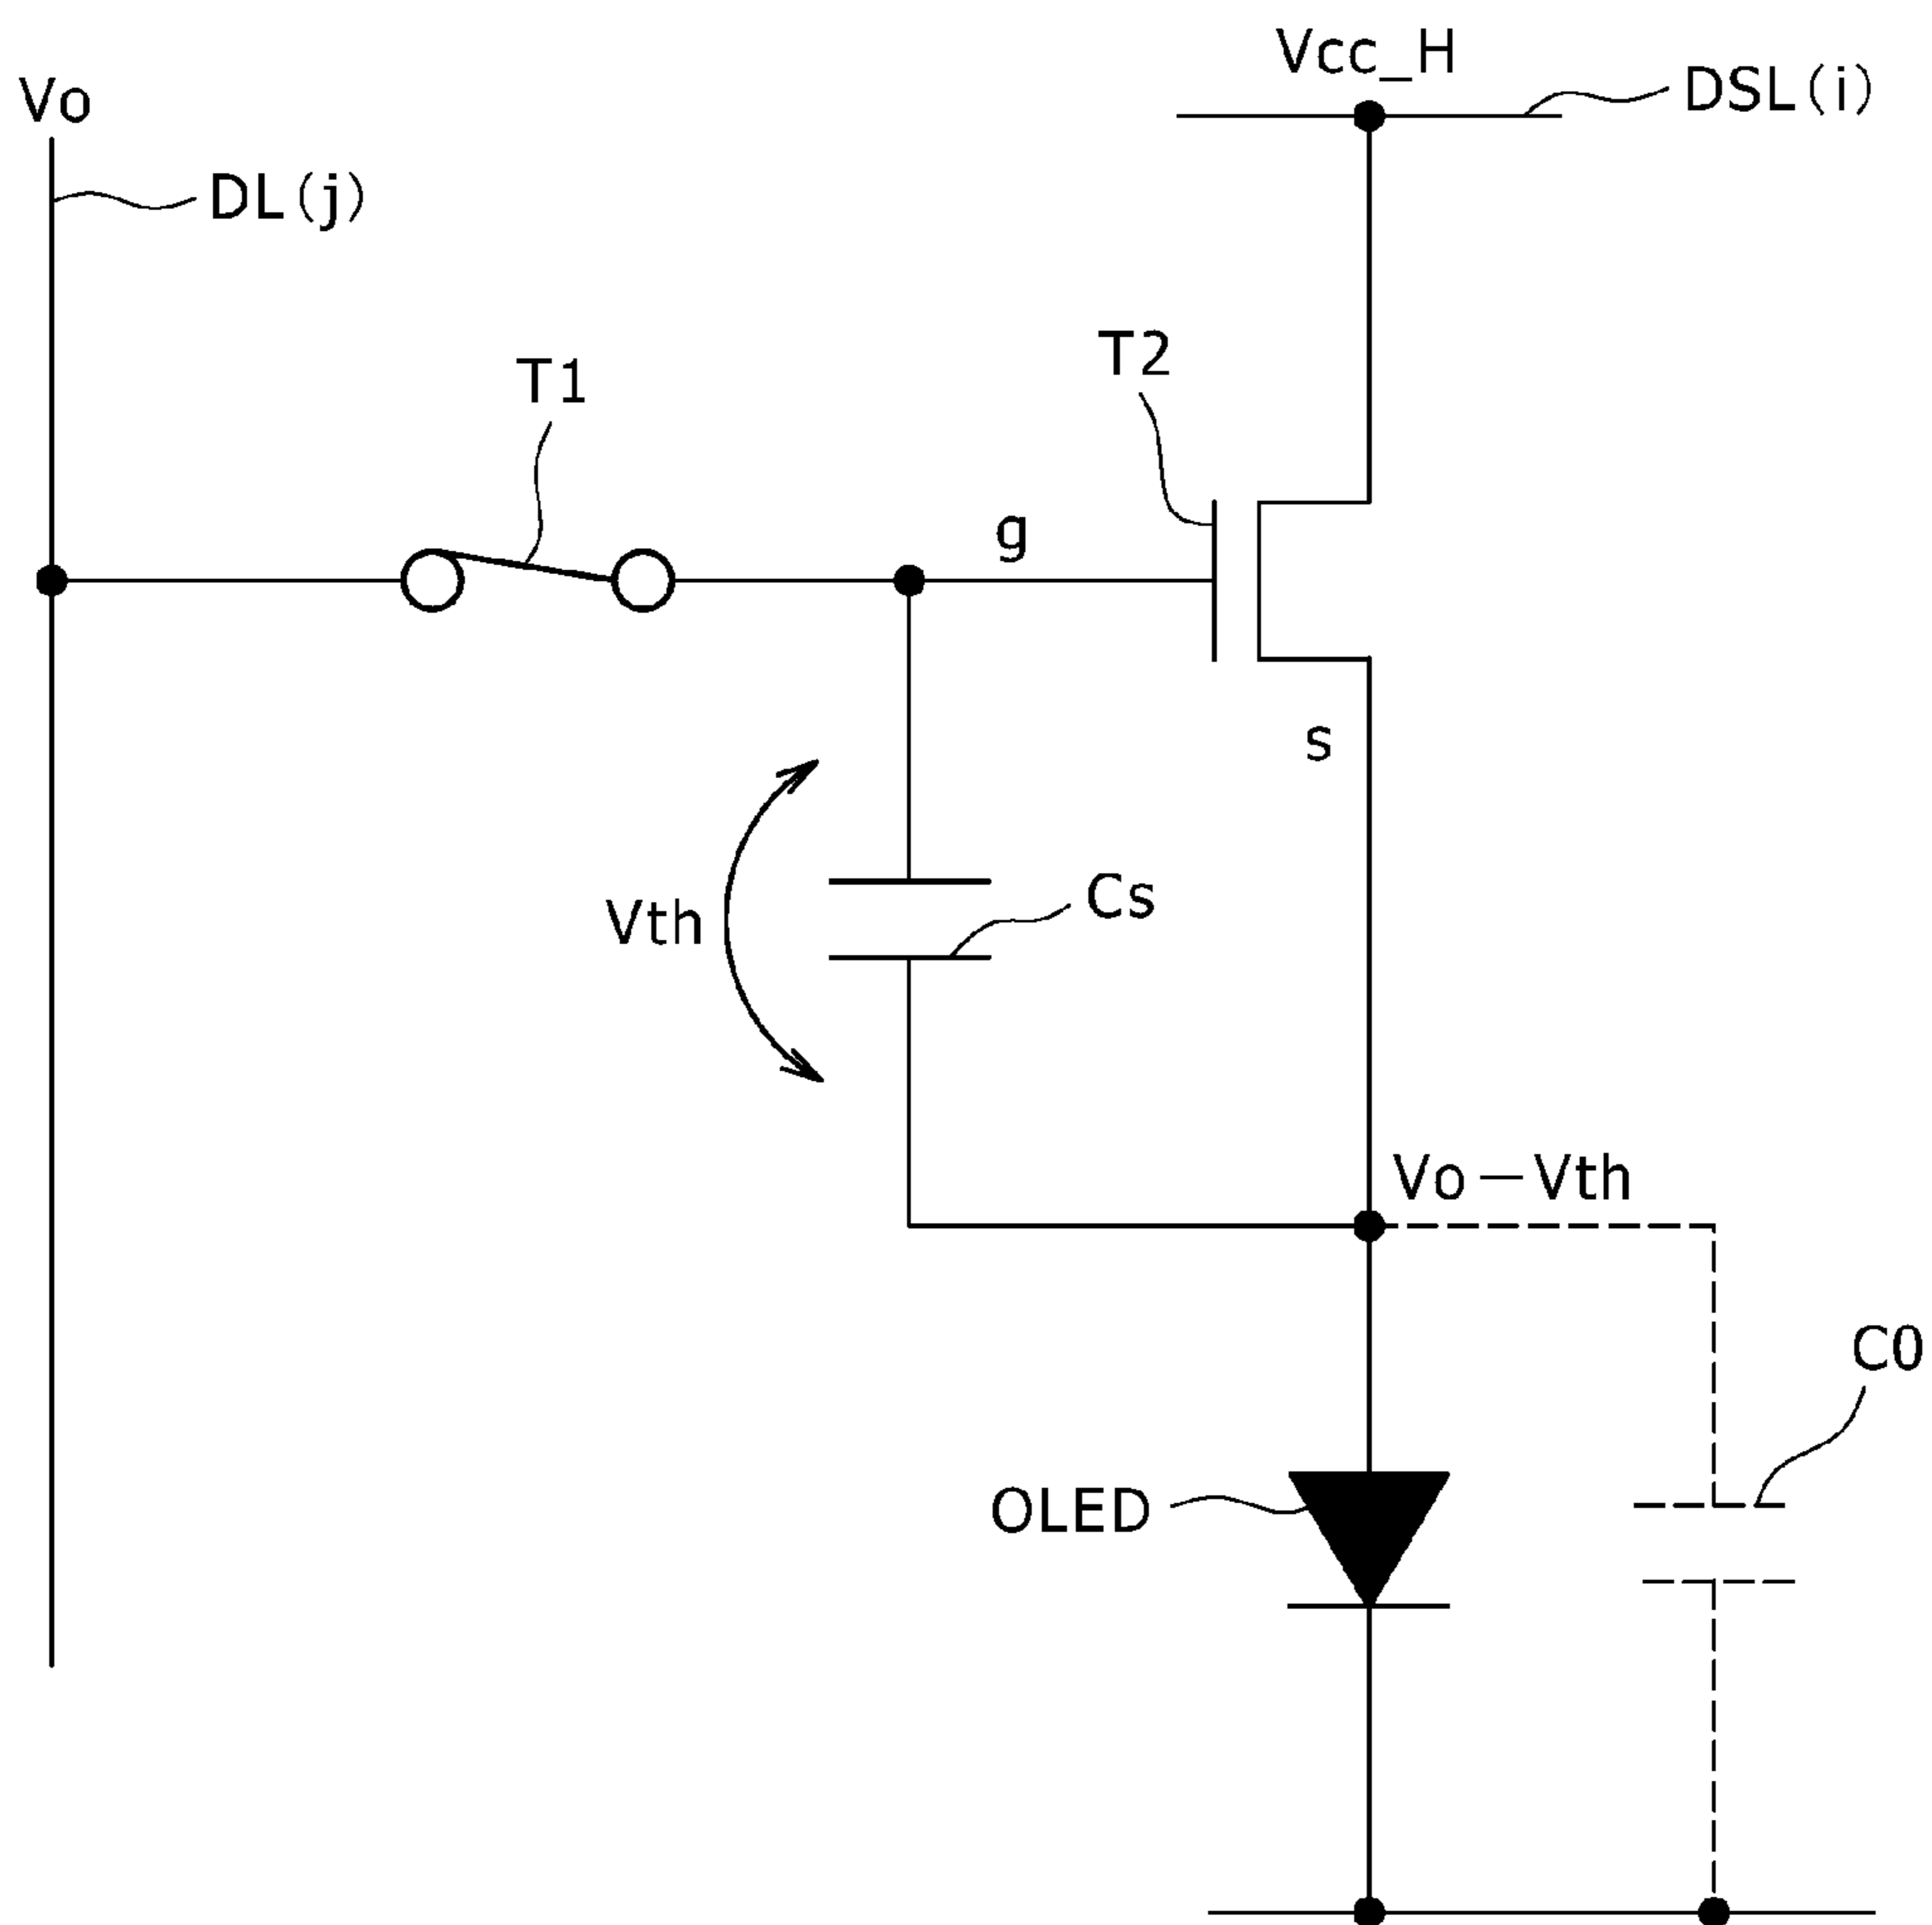 Vcc_H
DSL(i)
Vo
DL(j)
T1
T2
g
s
Vth
Cs
Vo−Vth
C0
OLED